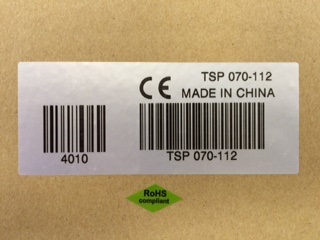 CE TSP 070-112
MADE IN CHINA
4010
TSP 070-112
RoHS
compliant